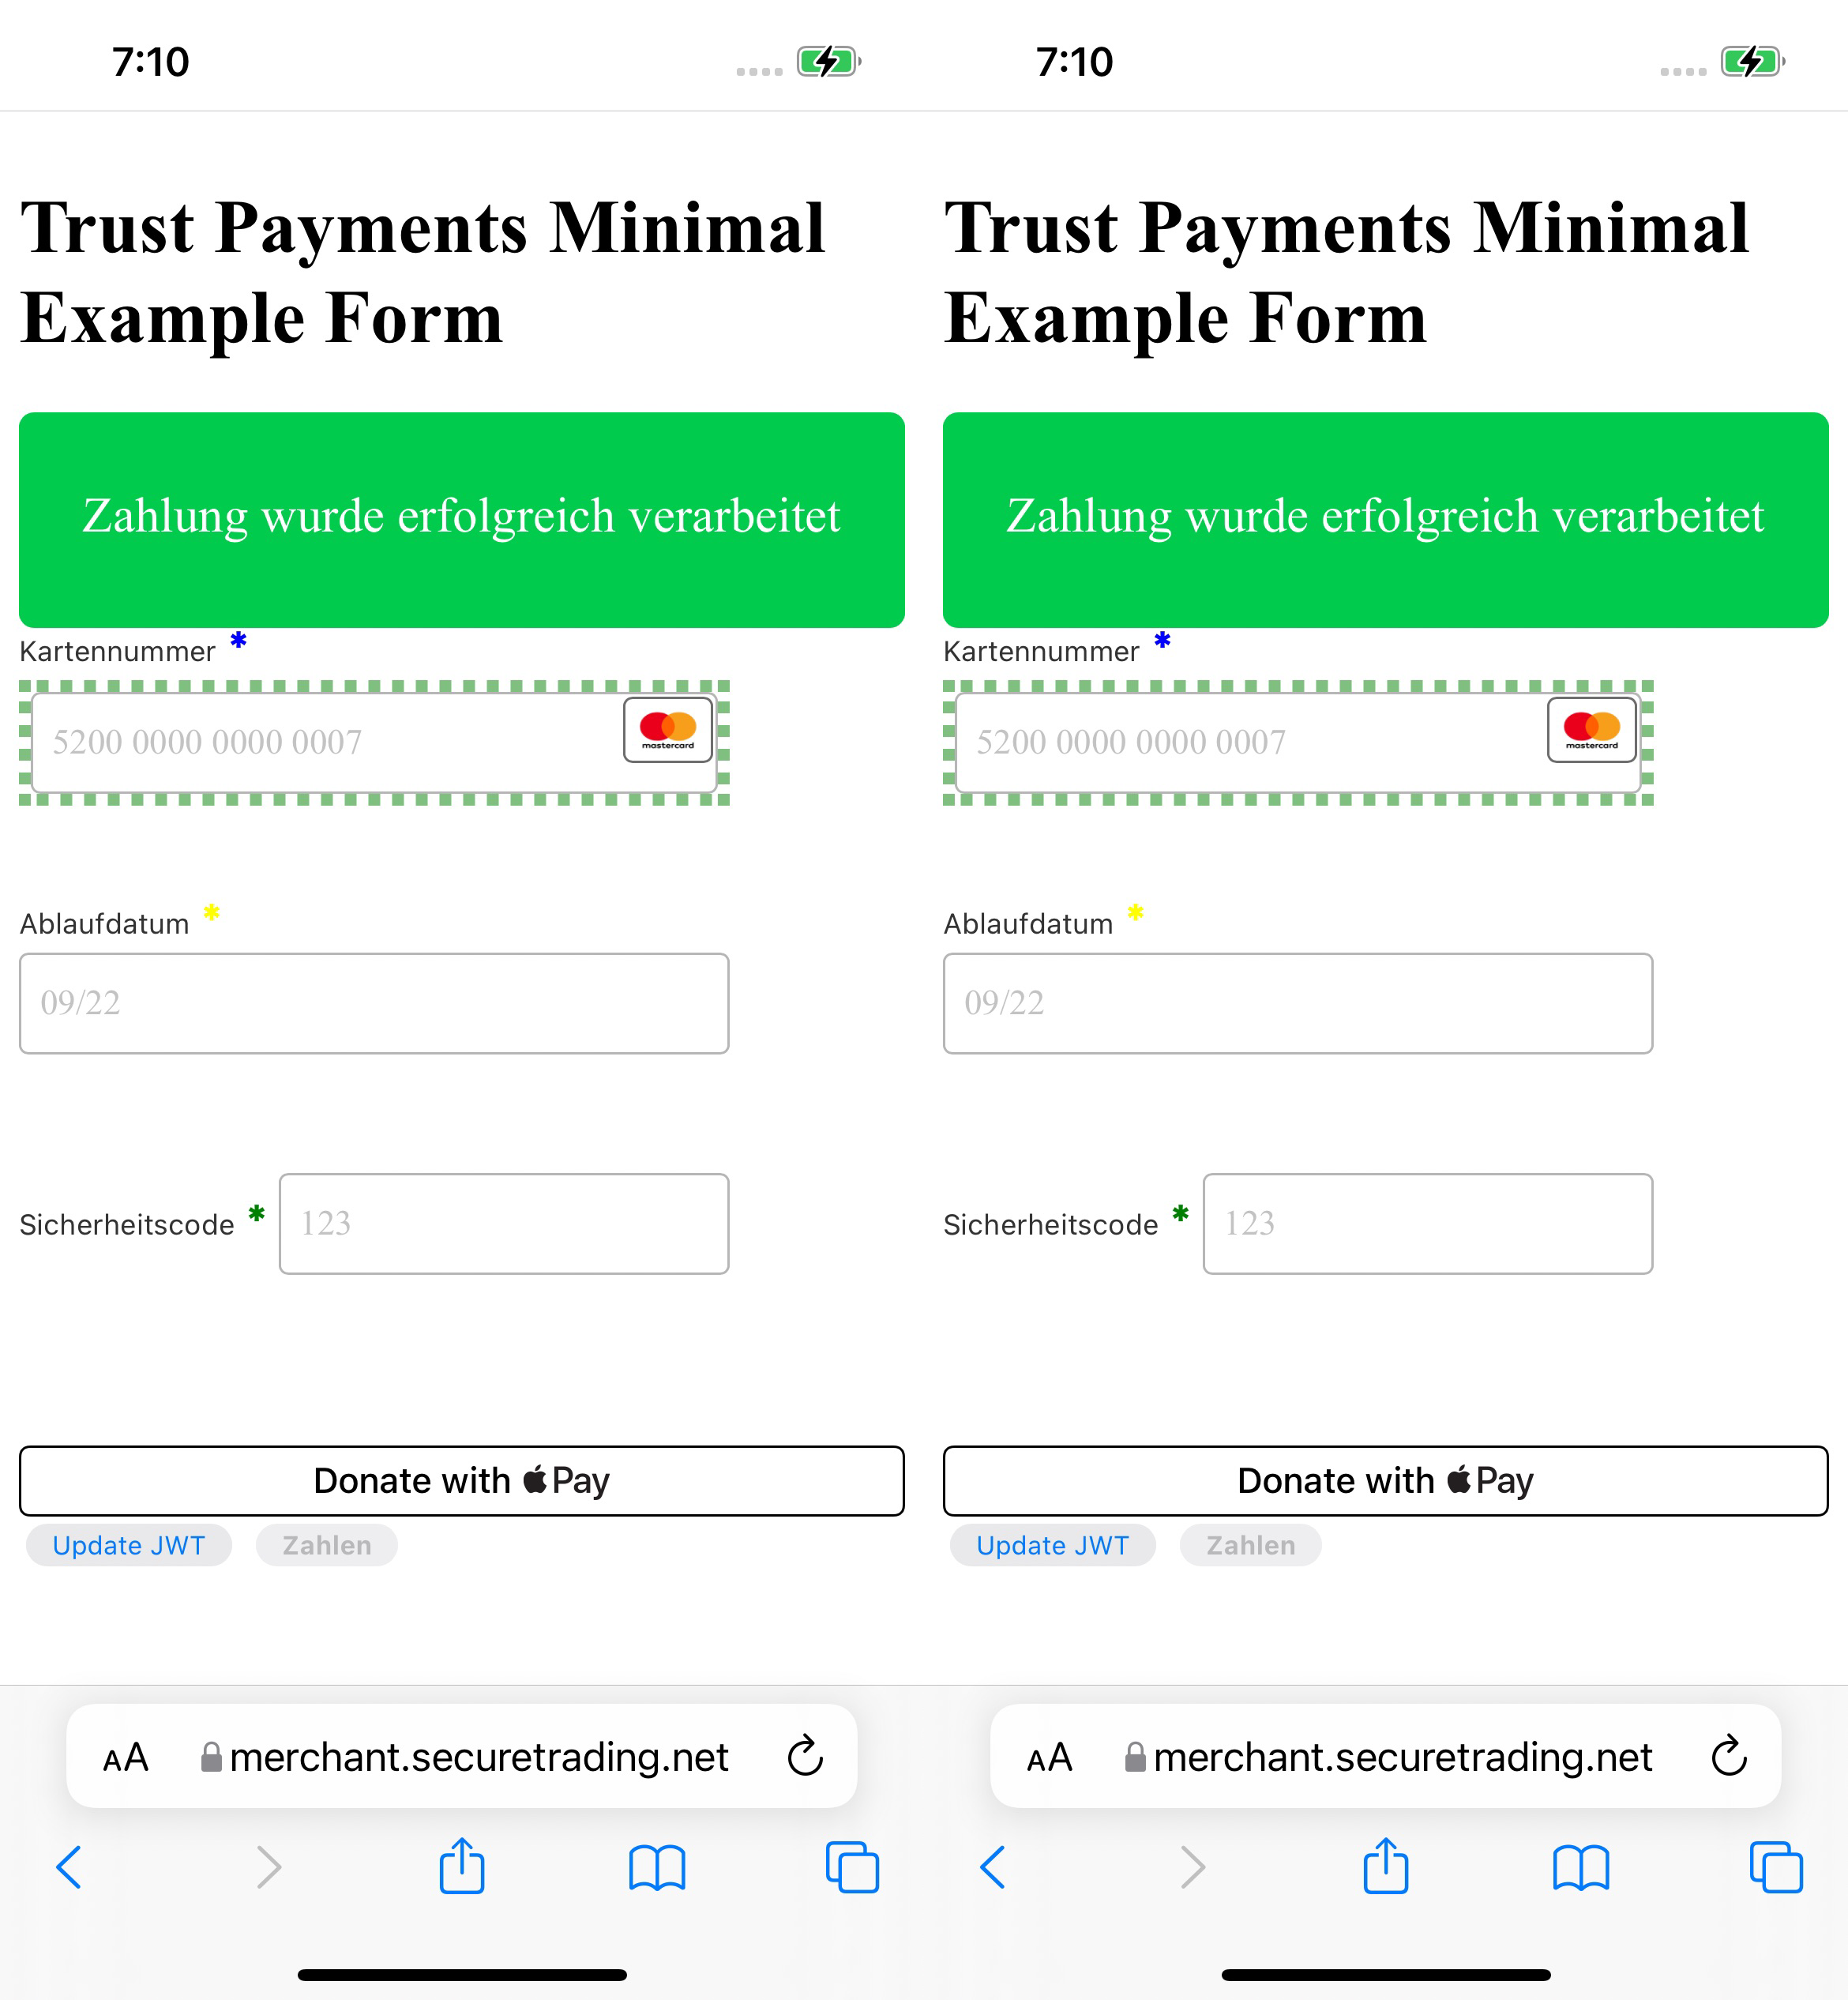 7:10
Trust Payments Minimal
Example Form
Zahlung wurde erfolgreich verarbeitet
Kartennummer *
5200 0000 0000 0007
mastercard
Ablaufdatum *
09/22
Sicherheitscode *
123
Donate with Pay
Update JWT
Zahlen
AA
merchant.securetrading.net
7:10
Trust Payments Minimal
Example Form
Zahlung wurde erfolgreich verarbeitet
Kartennummer *
5200 0000 0000 0007
mastercard
Ablaufdatum *
09/22
Sicherheitscode *
123
Donate with Pay
Update JWT
Zahlen
AA
merchant.securetrading.net